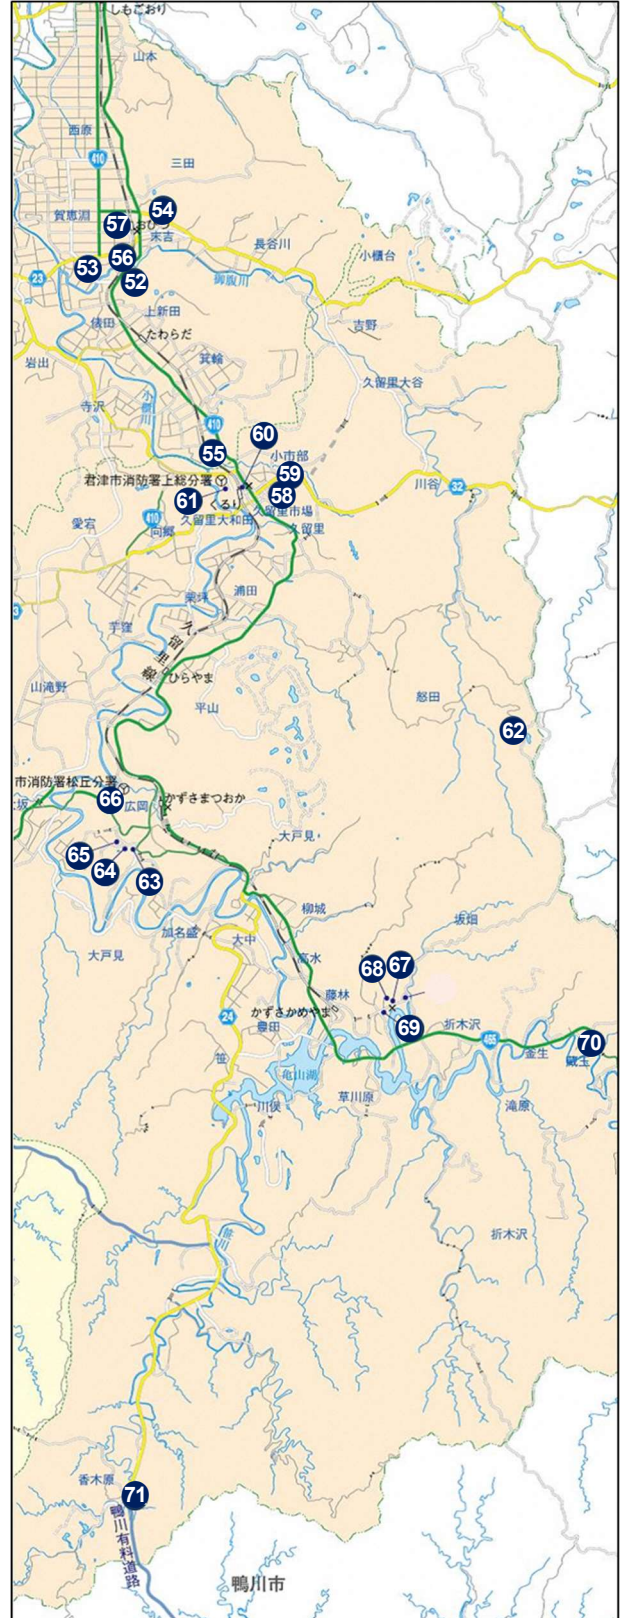 しもごおり
山本
西原
410
三田
賀恵淵
54
57
おびつ
末吉
長谷川
小櫃台
56
53
52
23
御腹川
俵田
上新田
たわらだ
吉野
岩出
箕輪
久留里大谷
寺沢
小櫃川
410
60
55
小市部
君津市消防署上総分署
59
58
61
くるり
川谷
32
久留里市場
410
愛宕
向郷
久留里大和田
久留里
浦田
栗坪
芋窪
久留里線
ひらやま
山滝野
平山
怒田
62
市消防署松丘分署
66
広岡
かずさまつおか
大戸見
65
64
63
柳城
坂畑
加名盛
大中
大戸見
高水
68
67
藤林
24
かずさかめやま
69
折木沢
465
70
豊田
金生
蔵玉
笹
亀山湖
川俣
草川原
滝原
笹川
折木沢
香木原
71
鴨川有料道路
鴨川市